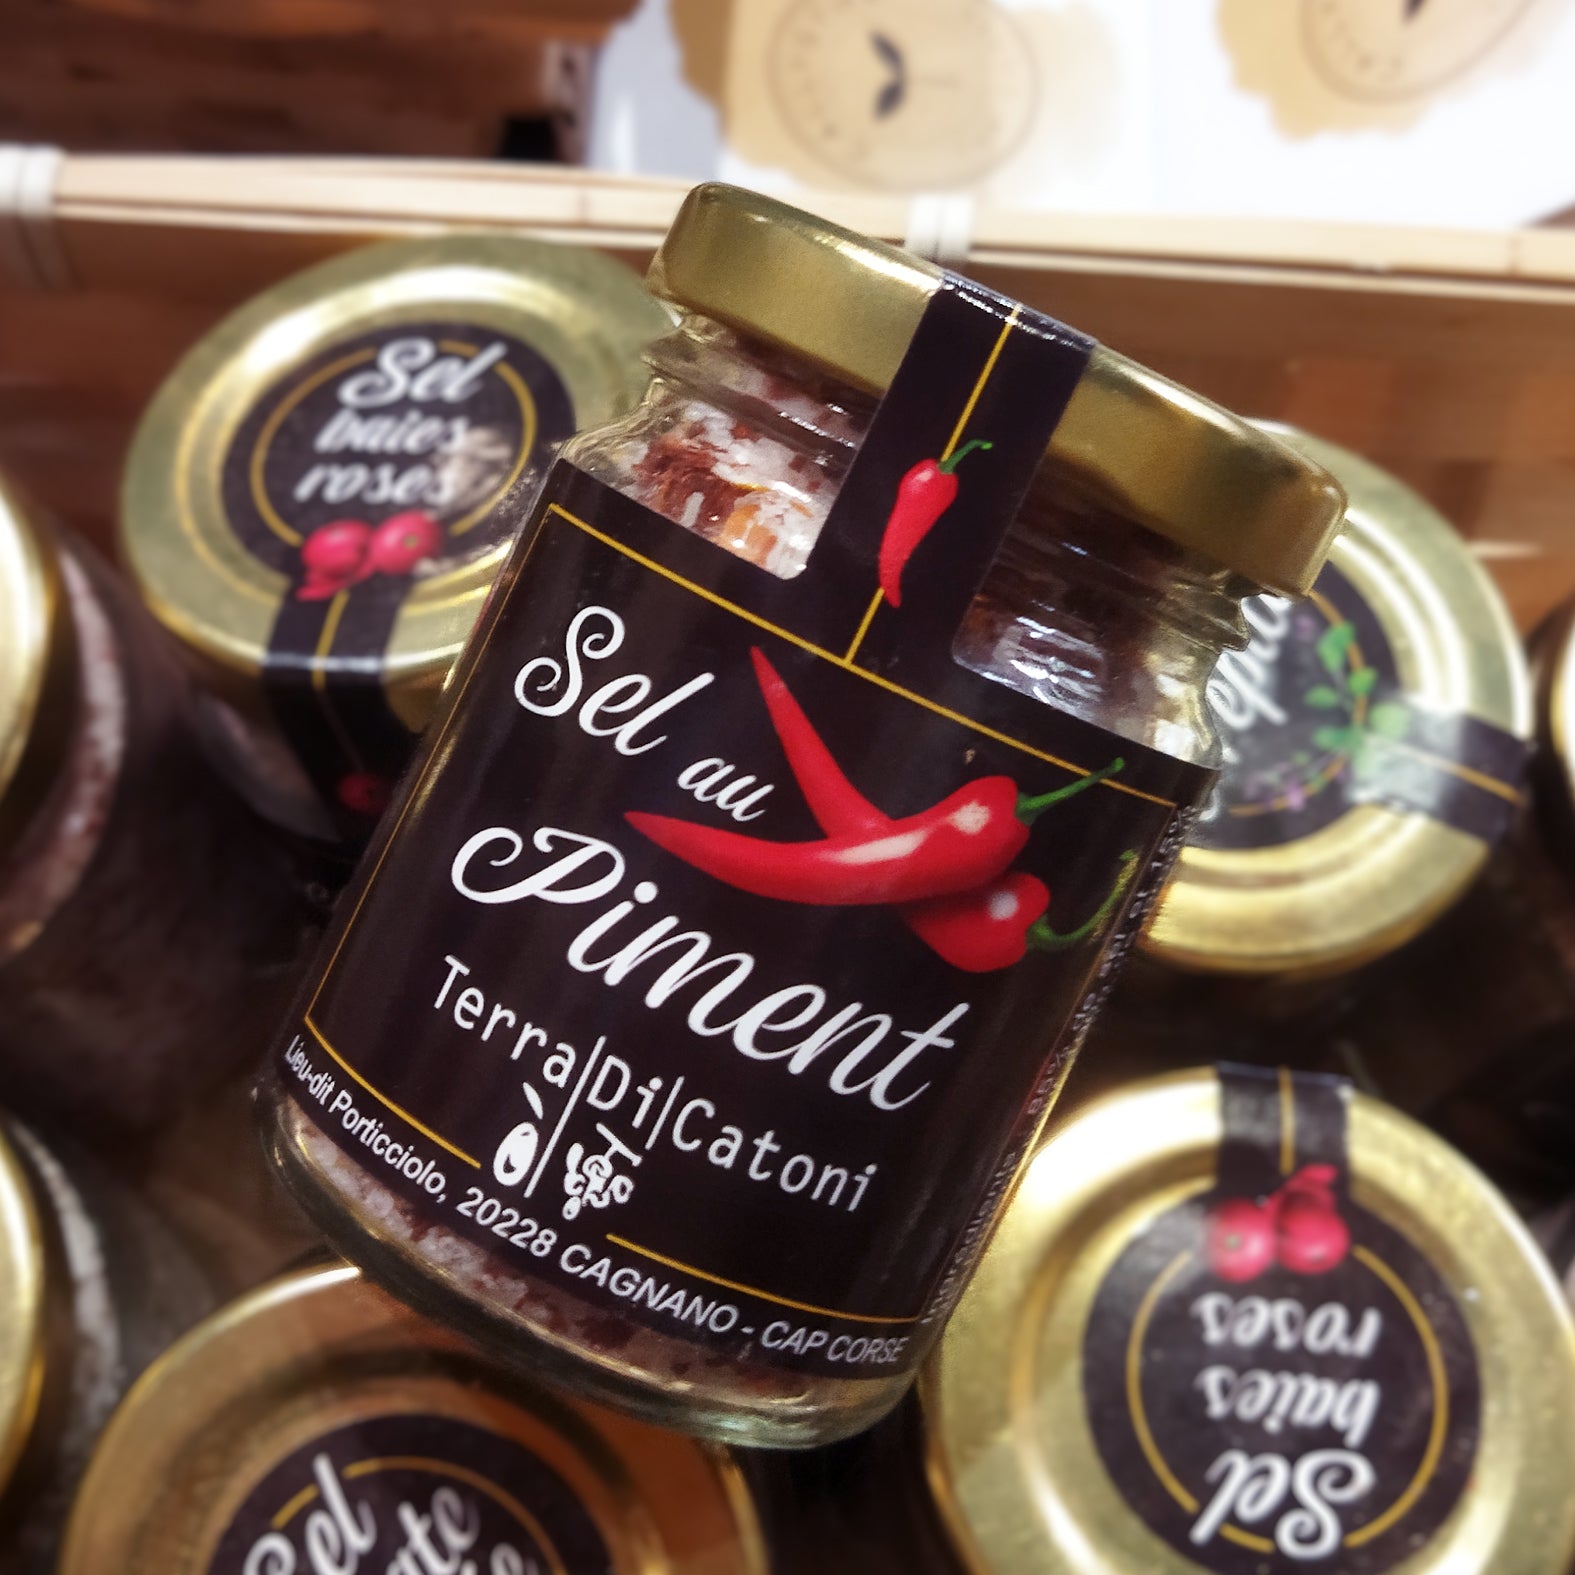 Sel
baies
roses
Sel au
Piment
Terra|Di|Catoni
Lieu-dit Porticciolo, 20228 CAGNANO - CAP CORSE
Sel
baies
roses
Sel